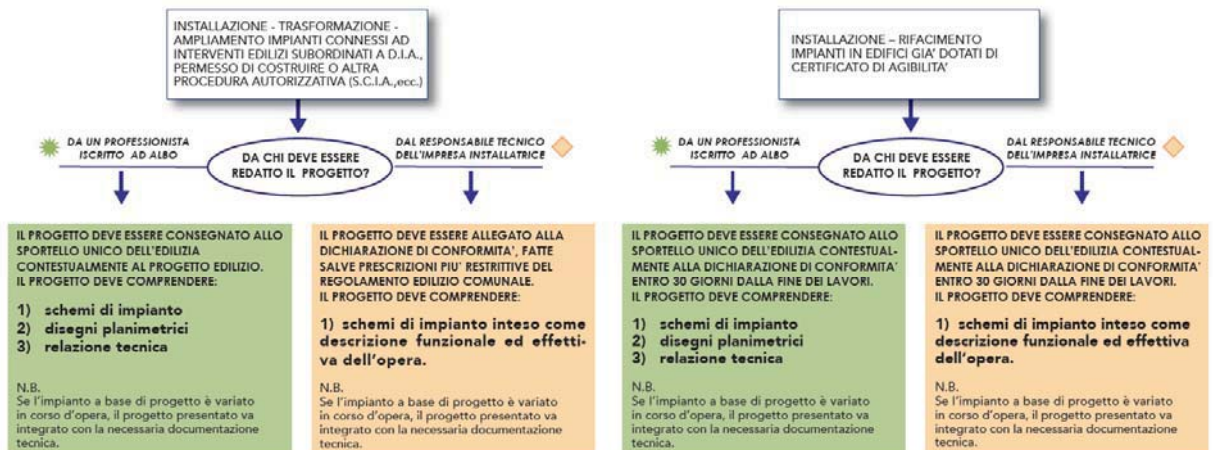 INSTALLAZIONE - TRASFORMAZIONE -
AMPLIAMENTO IMPIANTI CONNESSI AD
INTERVENTI EDILIZI SUBORDINATI A D.I.A.,
PERMESSO DI COSTRUIRE O ALTRA
PROCEDURA AUTORIZZATIVA (S.C.I.A.,ecc.)
DA UN PROFESSIONISTA
ISCRITTO AD ALBO
DA CHI DEVE ESSERE
REDATTO IL PROGETTO?
DAL RESPONSABILE TECNICO
DELL'IMPRESA INSTALLATRICE
IL PROGETTO DEVE ESSERE CONSEGNATO ALLO
SPORTELLO UNICO DELL'EDILIZIA
CONTESTUALMENTE AL PROGETTO EDILIZIO.
IL PROGETTO DEVE COMPRENDERE:
1) schemi di impianto
2) disegni planimetrici
3) relazione tecnica
N.B.
Se l'impianto a base di progetto è variato
in corso d'opera, il progetto presentato va
integrato con la necessaria documentazione
tecnica.
IL PROGETTO DEVE ESSERE ALLEGATO ALLA
DICHIARAZIONE DI CONFORMITA', FATTE
SALVE PRESCRIZIONI PIU' RESTRITTIVE DEL
REGOLAMENTO EDILIZIO COMUNALE.
IL PROGETTO DEVE COMPRENDERE:
1) schemi di impianto inteso come
descrizione funzionale ed effetti-
va dell'opera.
N.B.
Se l'impianto a base di progetto è variato
in corso d'opera, il progetto presentato va
integrato con la necessaria documentazione
tecnica.
INSTALLAZIONE – RIFACIMENTO
IMPIANTI IN EDIFICI GIA' DOTATI DI
CERTIFICATO DI AGIBILITA'
DA UN PROFESSIONISTA
ISCRITTO AD ALBO
DA CHI DEVE ESSERE
REDATTO IL PROGETTO?
DAL RESPONSABILE TECNICO
DELL'IMPRESA INSTALLATRICE
IL PROGETTO DEVE ESSERE CONSEGNATO ALLO
SPORTELLO UNICO DELL'EDILIZIA CONTESTUAL-
MENTE ALLA DICHIARAZIONE DI CONFORMITA'
ENTRO 30 GIORNI DALLA FINE DEI LAVORI.
IL PROGETTO DEVE COMPRENDERE:
1) schemi di impianto
2) disegni planimetrici
3) relazione tecnica
N.B.
Se l'impianto a base di progetto è variato
in corso d'opera, il progetto presentato va
integrato con la necessaria documentazione
tecnica.
IL PROGETTO DEVE ESSERE CONSEGNATO ALLO
SPORTELLO UNICO DELL'EDILIZIA CONTESTUAL-
MENTE ALLA DICHIARAZIONE DI CONFORMITA'
ENTRO 30 GIORNI DALLA FINE DEI LAVORI.
IL PROGETTO DEVE COMPRENDERE:
1) schemi di impianto inteso come
descrizione funzionale ed effettiva
dell'opera.
N.B.
Se l'impianto a base di progetto è variato
in corso d'opera, il progetto presentato va
integrato con la necessaria documentazione
tecnica.